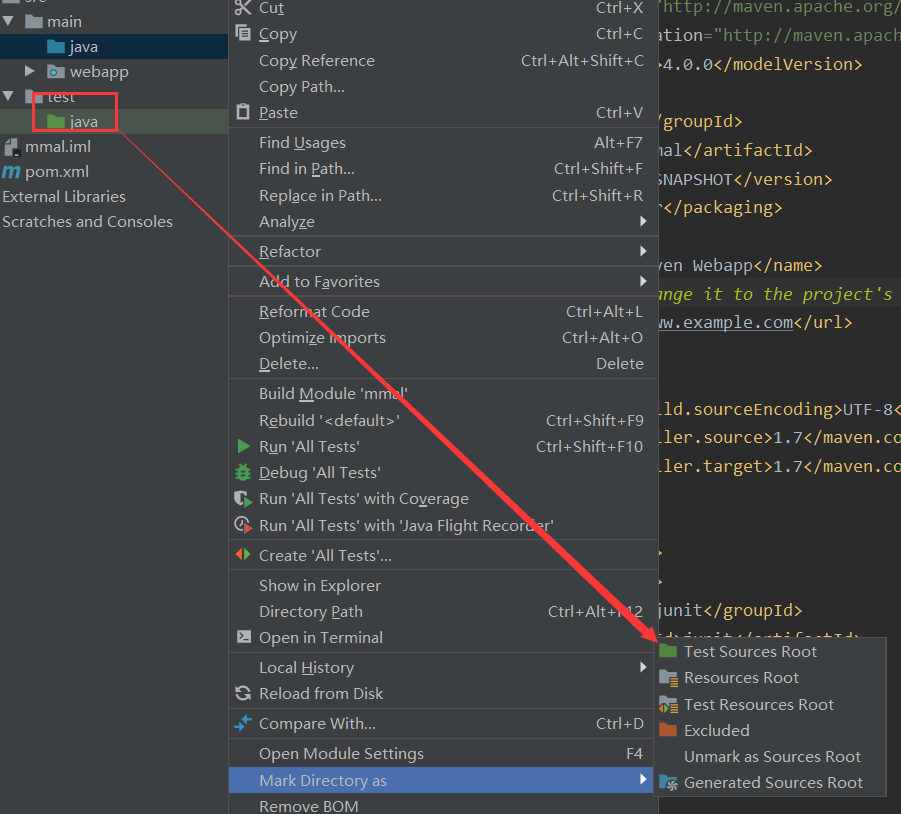 src
main
java
webapp
test
java
mmal.iml
pom.xml
External Libraries
Scratches and Consoles
Cut Ctrl+X
Copy Ctrl+C
Copy Reference Ctrl+Alt+Shift+C
Copy Path...
Paste Ctrl+V
Find Usages Alt+F7
Find in Path... Ctrl+Shift+F
Replace in Path... Ctrl+Shift+R
Analyze
Refactor
Add to Favorites
Reformat Code Ctrl+Alt+L
Optimize Imports Ctrl+Alt+O
Delete... Delete
Build Module 'mmal'
Rebuild '<default>' Ctrl+Shift+F9
Run 'All Tests' Ctrl+Shift+F10
Debug 'All Tests'
Run 'All Tests' with Coverage
Run 'All Tests' with 'Java Flight Recorder'
Create 'All Tests'...
Show in Explorer
Directory Path Ctrl+Alt+F12
Open in Terminal
Local History
Reload from Disk
Compare With... Ctrl+D
Open Module Settings F4
Mark Directory as
Remove BOM
Test Sources Root
Resources Root
Test Resources Root
Excluded
Unmark as Sources Root
Generated Sources Root
"http://maven.apache.org/
ation="http://maven.apach
>4.0.0</modelVersion>
/groupId>
mal</artifactId>
SNAPSHOT</version>
r</packaging>
ven Webapp</name>
ange it to the project's
ww.example.com</url>
ild.sourceEncoding>UTF-8<
iler.source>1.7</maven.co
iler.target>1.7</maven.co
>
>
junit</groupId>
d>junit</artifactId>